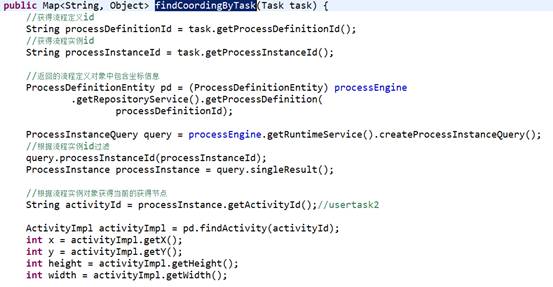 public Map<String, Object> findCoordingByTask(Task task) {
//获得流程定义id
String processDefinitionId = task.getProcessDefinitionId();
//获得流程实例id
String processInstanceId = task.getProcessInstanceId();
//返回的流程定义对象中包含坐标信息
ProcessDefinitionEntity pd = (ProcessDefinitionEntity) processEngine
.getRepositoryService().getProcessDefinition(
processDefinitionId);
ProcessInstanceQuery query = processEngine.getRuntimeService().createProcessInstanceQuery();
//根据流程实例id过滤
query.processInstanceId(processInstanceId);
ProcessInstance processInstance = query.singleResult();
//根据流程实例对象获得当前的获得节点
String activityId = processInstance.getActivityId();//usertask2
ActivityImpl activityImpl = pd.findActivity(activityId);
int x = activityImpl.getX();
int y = activityImpl.getY();
int height = activityImpl.getHeight();
int width = activityImpl.getWidth();